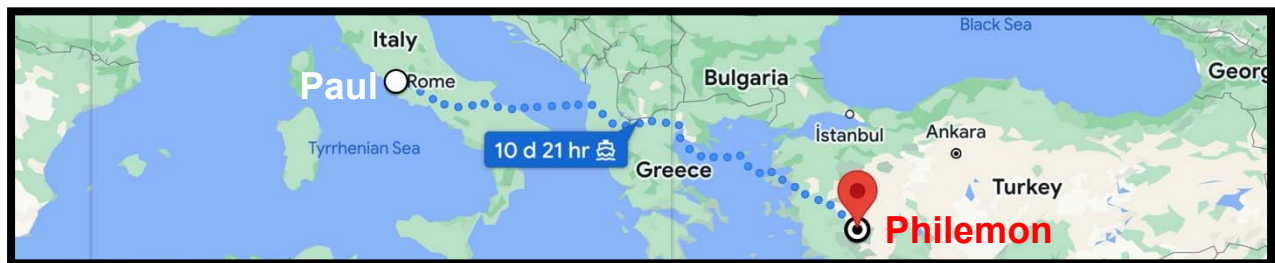 Black Sea
Italy
Georg
Bulgaria
Paul
Rome
İstanbul
Ankara
Tyrrhenian Sea
10 d 21 hr
Greece
Turkey
Philemon